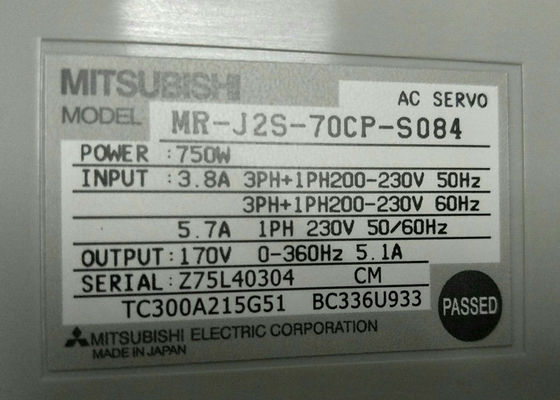 MITSUBISHI
AC SERVO
MODEL MR-J2S-70CP-S084
POWER :750W
INPUT :3.8A 3PH+1PH200-230V 50Hz
3PH+1PH200-230V 60Hz
5.7A 1PH 230V 50/60Hz
OUTPUT:170V 0-360Hz 5.1A
SERIAL:Z75L40304 CM
TC300A215G51 BC336U933
PASSED
MITSUBISHI ELECTRIC CORPORATION
MADE IN JAPAN